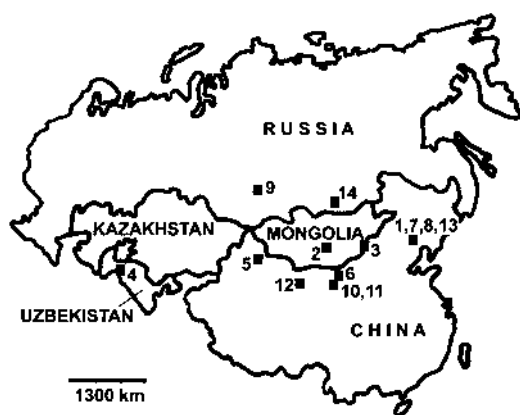 RUSSIA
9
14
KAZAKHSTAN
MONGOLIA
1,7,8,13
2
3
5
4
6
12
10, 11
UZBEKISTAN
CHINA
1300 km